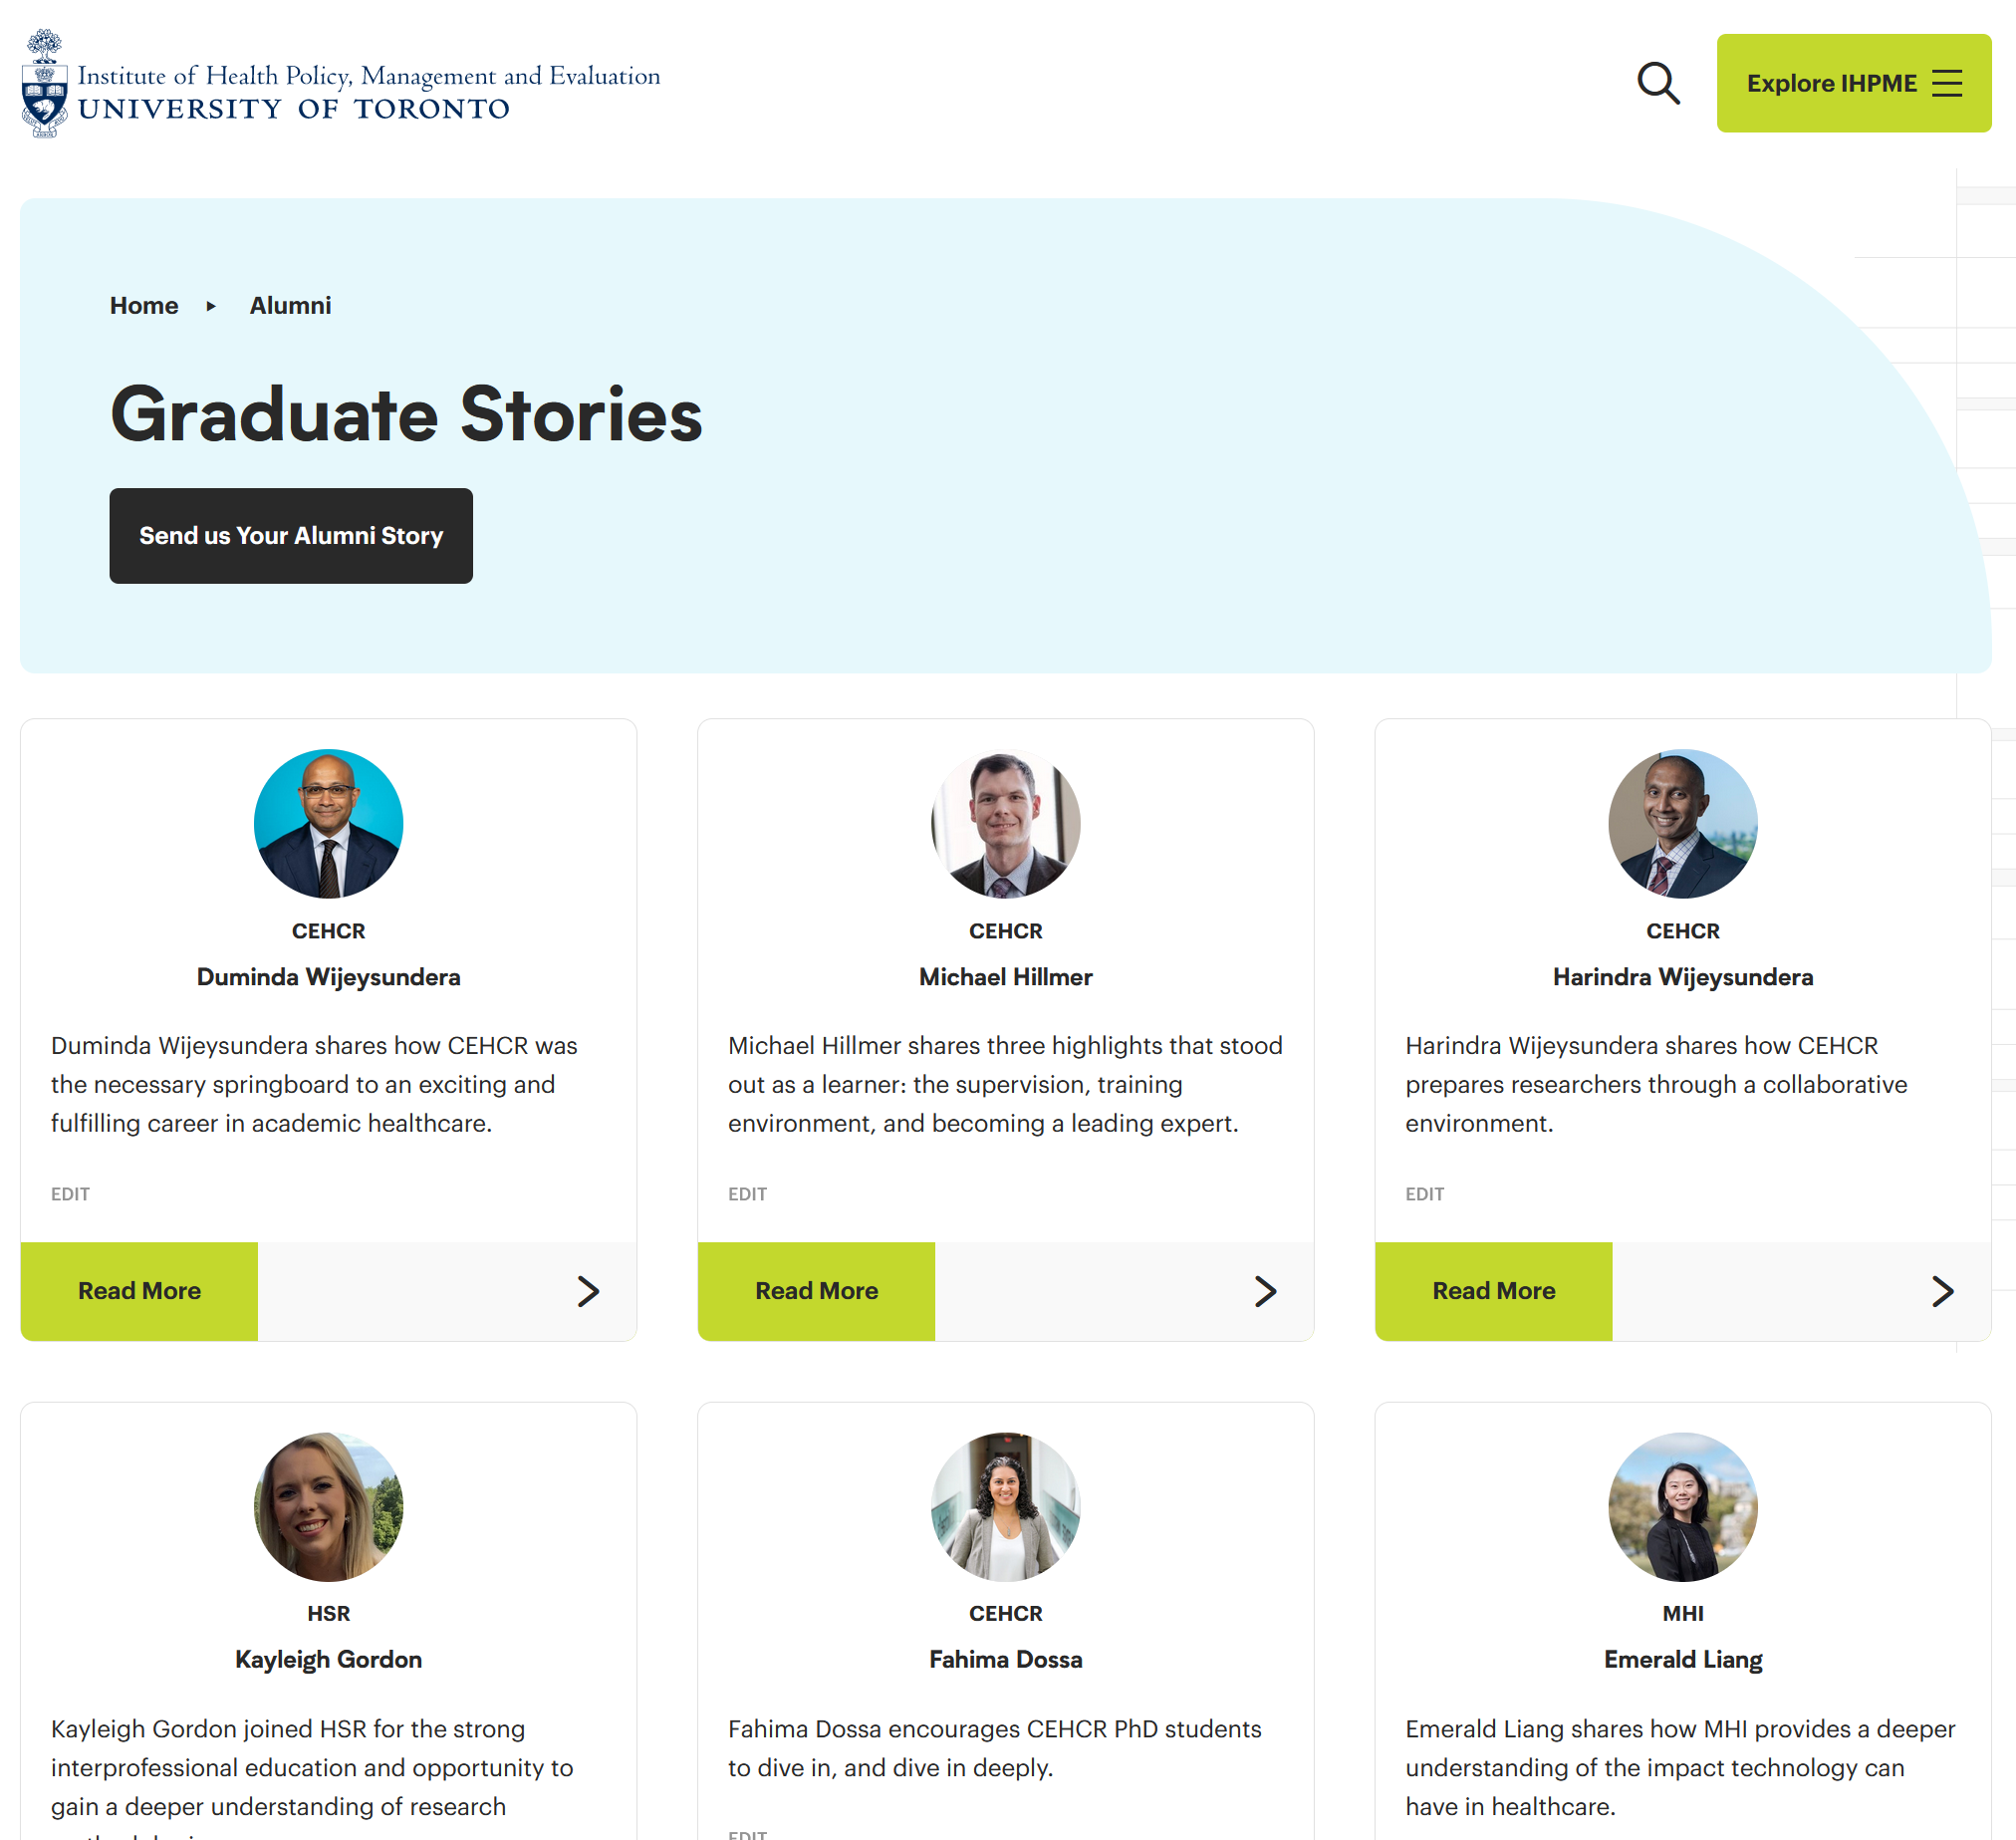 Institute of Health Policy, Management and Evaluation
UNIVERSITY OF TORONTO
Explore IHPME
Home
Alumni
Graduate Stories
Send us Your Alumni Story
CEHCR
Duminda Wijeysundera
Duminda Wijeysundera shares how CEHCR was
the necessary springboard to an exciting and
fulfilling career in academic healthcare.
EDIT
Read More
CEHCR
Michael Hillmer
Michael Hillmer shares three highlights that stood
out as a learner: the supervision, training
environment, and becoming a leading expert.
EDIT
Read More
CEHCR
Harindra Wijeysundera
Harindra Wijeysundera shares how CEHCR
prepares researchers through a collaborative
environment.
EDIT
Read More
HSR
Kayleigh Gordon
Kayleigh Gordon joined HSR for the strong
interprofessional education and opportunity to
gain a deeper understanding of research
CEHCR
Fahima Dossa
Fahima Dossa encourages CEHCR PhD students
to dive in, and dive in deeply.
EDIT
MHI
Emerald Liang
Emerald Liang shares how MHI provides a deeper
understanding of the impact technology can
have in healthcare.